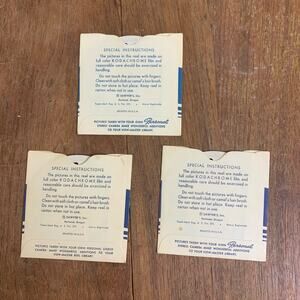 SPECIAL INSTRUCTIONS
The pictures in this reel are made on
full color KODACHROME film and
reasonable care should be exercised in
handling.
Do not touch the pictures with fingers.
Clean with soft cloth or camel's hair brush.
Do not store in hot place. Keep reel in
carton when not in use.
© SAWYER'S, Inc.
Portland, Oregon
PICTURES TAKEN WITH YOUR OWN Personal
STEREO CAMERA MAKE WONDERFUL ADDITIONS
TO YOUR VIEW-MASTER LIBRARY.
SPECIAL INSTRUCTIONS
The pictures in this reel are made on
full color KODACHROME film
and reasonable care should be exercised
in handling.
Do not touch the pictures with fingers.
Clean with soft cloth or camel's hair brush.
Do not store in hot place. Keep reel in
carton when not in use.
© SAWYER'S INC.
Portland, Oregon
PICTURES TAKEN WITH YOUR OWN PERSONAL STEREO
CAMERA MAKE WONDERFUL ADDITIONS TO YOUR
VIEW-MASTER REEL LIBRARY.
SPECIAL INSTRUCTIONS
The pictures in this reel are made on
full color KODACHROME film and
reasonable care should be exercised in
handling.
Do not touch the pictures with fingers.
Clean with soft cloth or camel's hair brush.
Do not store in hot place. Keep reel in
carton when not in use.
© SAWYER'S INC.
Portland, Oregon
PICTURES TAKEN WITH YOUR OWN Personal
STEREO CAMERA MAKE WONDERFUL ADDITIONS
TO YOUR VIEW-MASTER LIBRARY.